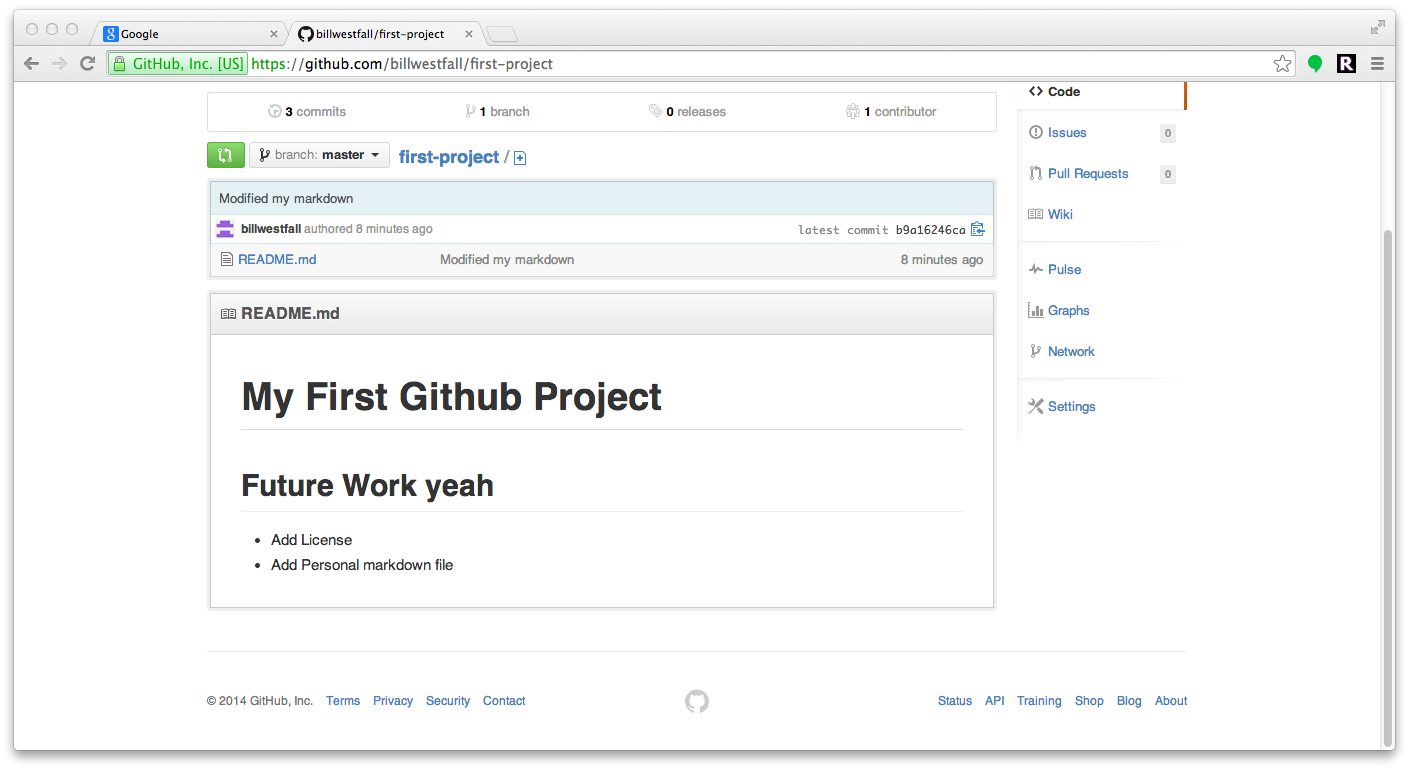 Google
billwestfall/first-project
GitHub, Inc. [US] https://github.com/billwestfall/first-project
3 commits 1 branch 0 releases 1 contributor
branch: master first-project /
Modified my markdown
billwestfall authored 8 minutes ago latest commit b9a16246ca
README.md Modified my markdown 8 minutes ago
README.md
My First Github Project
Future Work yeah
• Add License
• Add Personal markdown file
Code
Issues 0
Pull Requests 0
Wiki
Pulse
Graphs
Network
Settings
© 2014 GitHub, Inc. Terms Privacy Security Contact Status API Training Shop Blog About